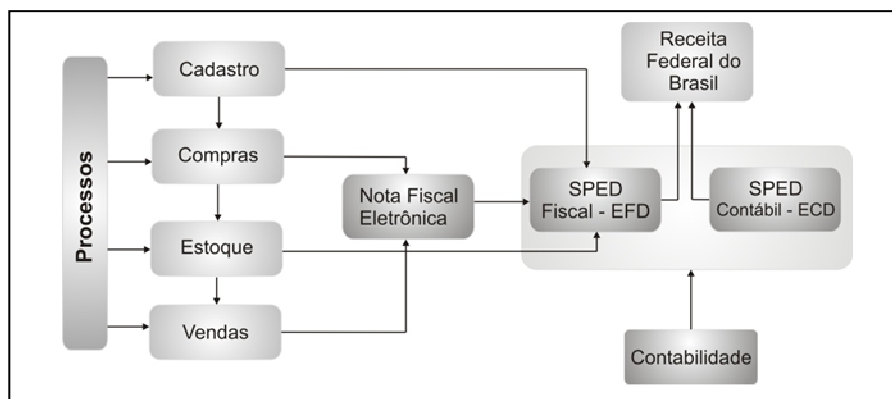 Processos
Cadastro
Compras
Estoque
Vendas
Nota Fiscal
Eletrônica
SPED
Fiscal - EFD
SPED
Contábil - ECD
Receita
Federal do
Brasil
Contabilidade